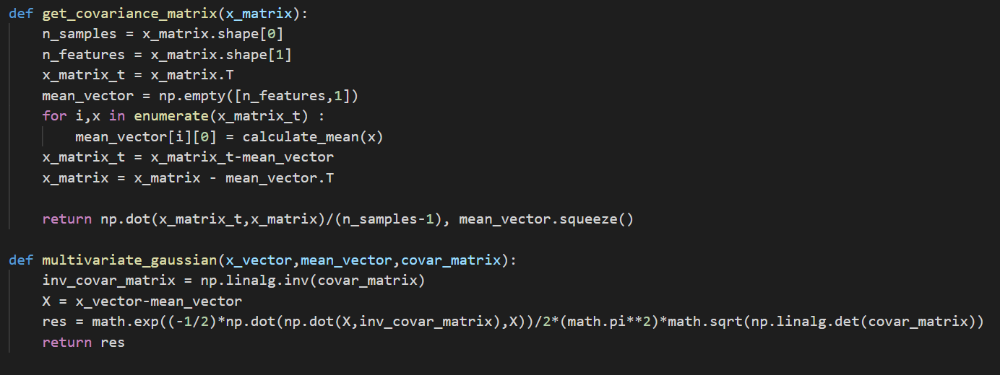 def get_covariance_matrix(x_matrix):
    n_samples = x_matrix.shape[0]
    n_features = x_matrix.shape[1]
    x_matrix_t = x_matrix.T
    mean_vector = np.empty([n_features,1])
    for i,x in enumerate(x_matrix_t) :
        mean_vector[i][0] = calculate_mean(x)
    x_matrix_t = x_matrix_t-mean_vector
    x_matrix = x_matrix - mean_vector.T
    return np.dot(x_matrix_t,x_matrix)/(n_samples-1), mean_vector.squeeze()
def multivariate_gaussian(x_vector,mean_vector,covar_matrix):
    inv_covar_matrix = np.linalg.inv(covar_matrix)
    X = x_vector-mean_vector
    res = math.exp((-1/2)*np.dot(np.dot(X,inv_covar_matrix),X))/2*(math.pi**2)*math.sqrt(np.linalg.det(covar_matrix))
    return res